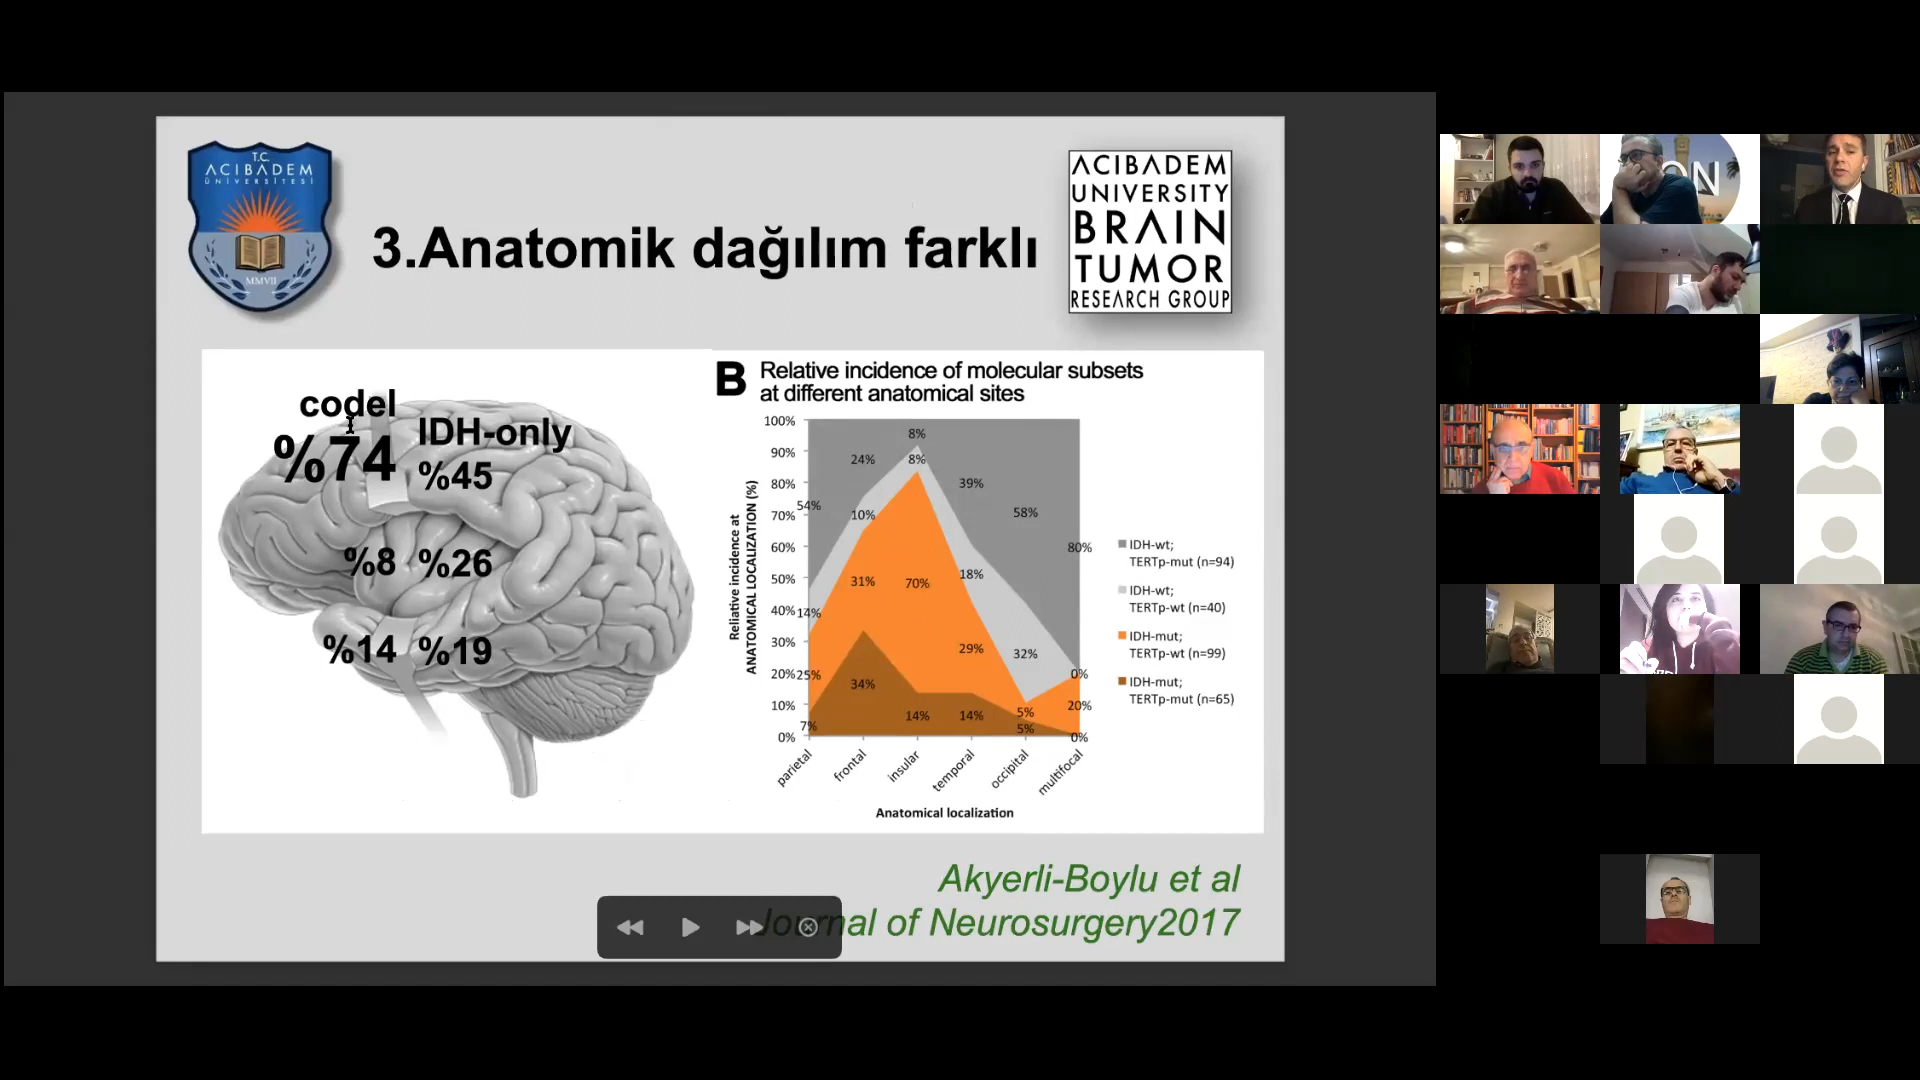 T.C.
ACIBADEM
ÜNİVERSİTESİ
MMVII
3.Anatomik dağılım farklı
ACIBADEM
UNIVERSITY
BRAIN
TUMOR
RESEARCH GROUP
codel
%74
IDH-only
%45
%8 %26
%14 %19
B Relative incidence of molecular subsets
at different anatomical sites
Reliative incidence at
ANATOMICAL LOCALIZATION (%)
100%
90%
80%
70%
60%
50%
40%
30%
20%
10%
0%
54%
14%
25%
7%
24%
10%
31%
34%
8%
8%
70%
14%
39%
18%
29%
14%
58%
32%
5%
5%
80%
0%
20%
0%
parietal
frontal
insular
temporal
occipital
multifocal
Anatomical localization
IDH-wt;
TERTp-mut (n=94)
IDH-wt;
TERTp-wt (n=40)
IDH-mut;
TERTp-wt (n=99)
IDH-mut;
TERTp-mut (n=65)
Akyerli-Boylu et al
Journal of Neurosurgery2017
ON